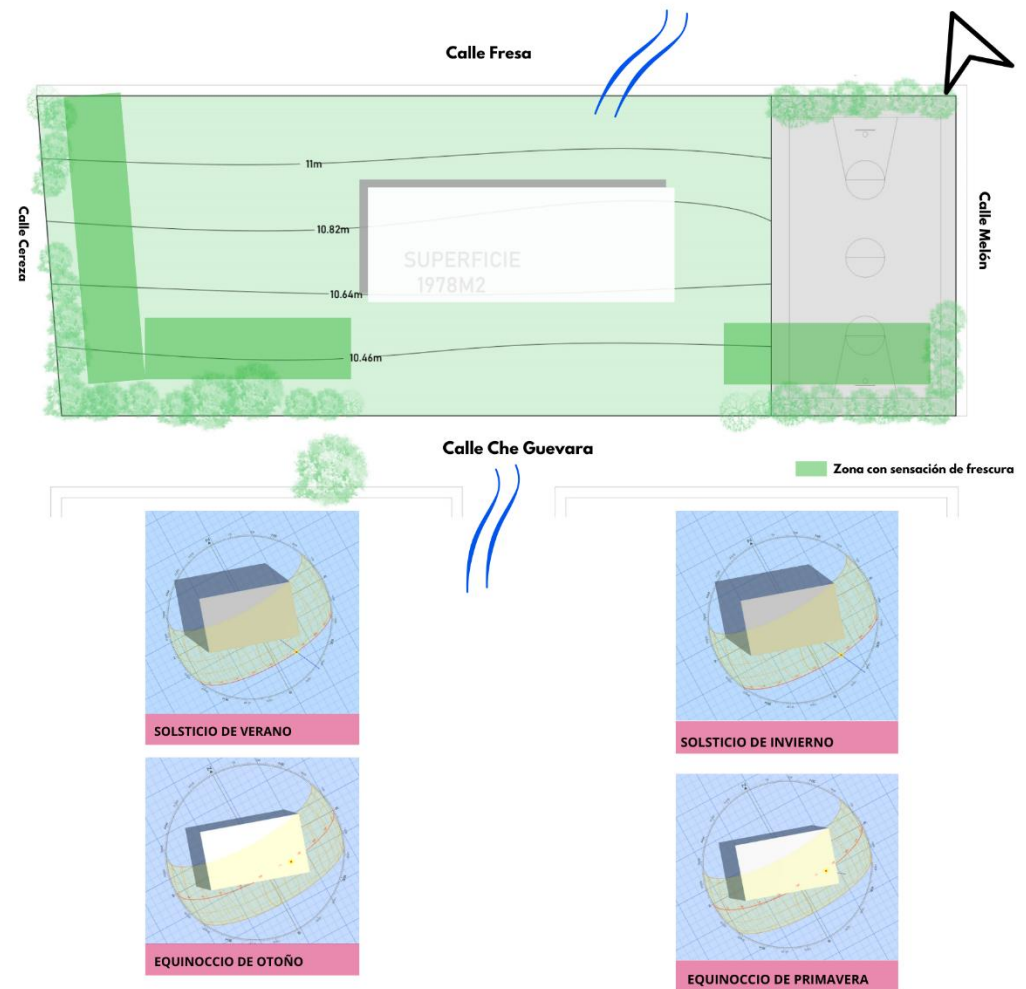 Calle Fresa
Calle Cereza
11m
10.82m
SUPERFICIE
1978M2
10.64m
10.46m
Calle Melón
Calle Che Guevara
Zona con sensación de frescura
SOLSTICIO DE VERANO
SOLSTICIO DE INVIERNO
EQUINOCCIO DE OTOÑO
EQUINOCCIO DE PRIMAVERA